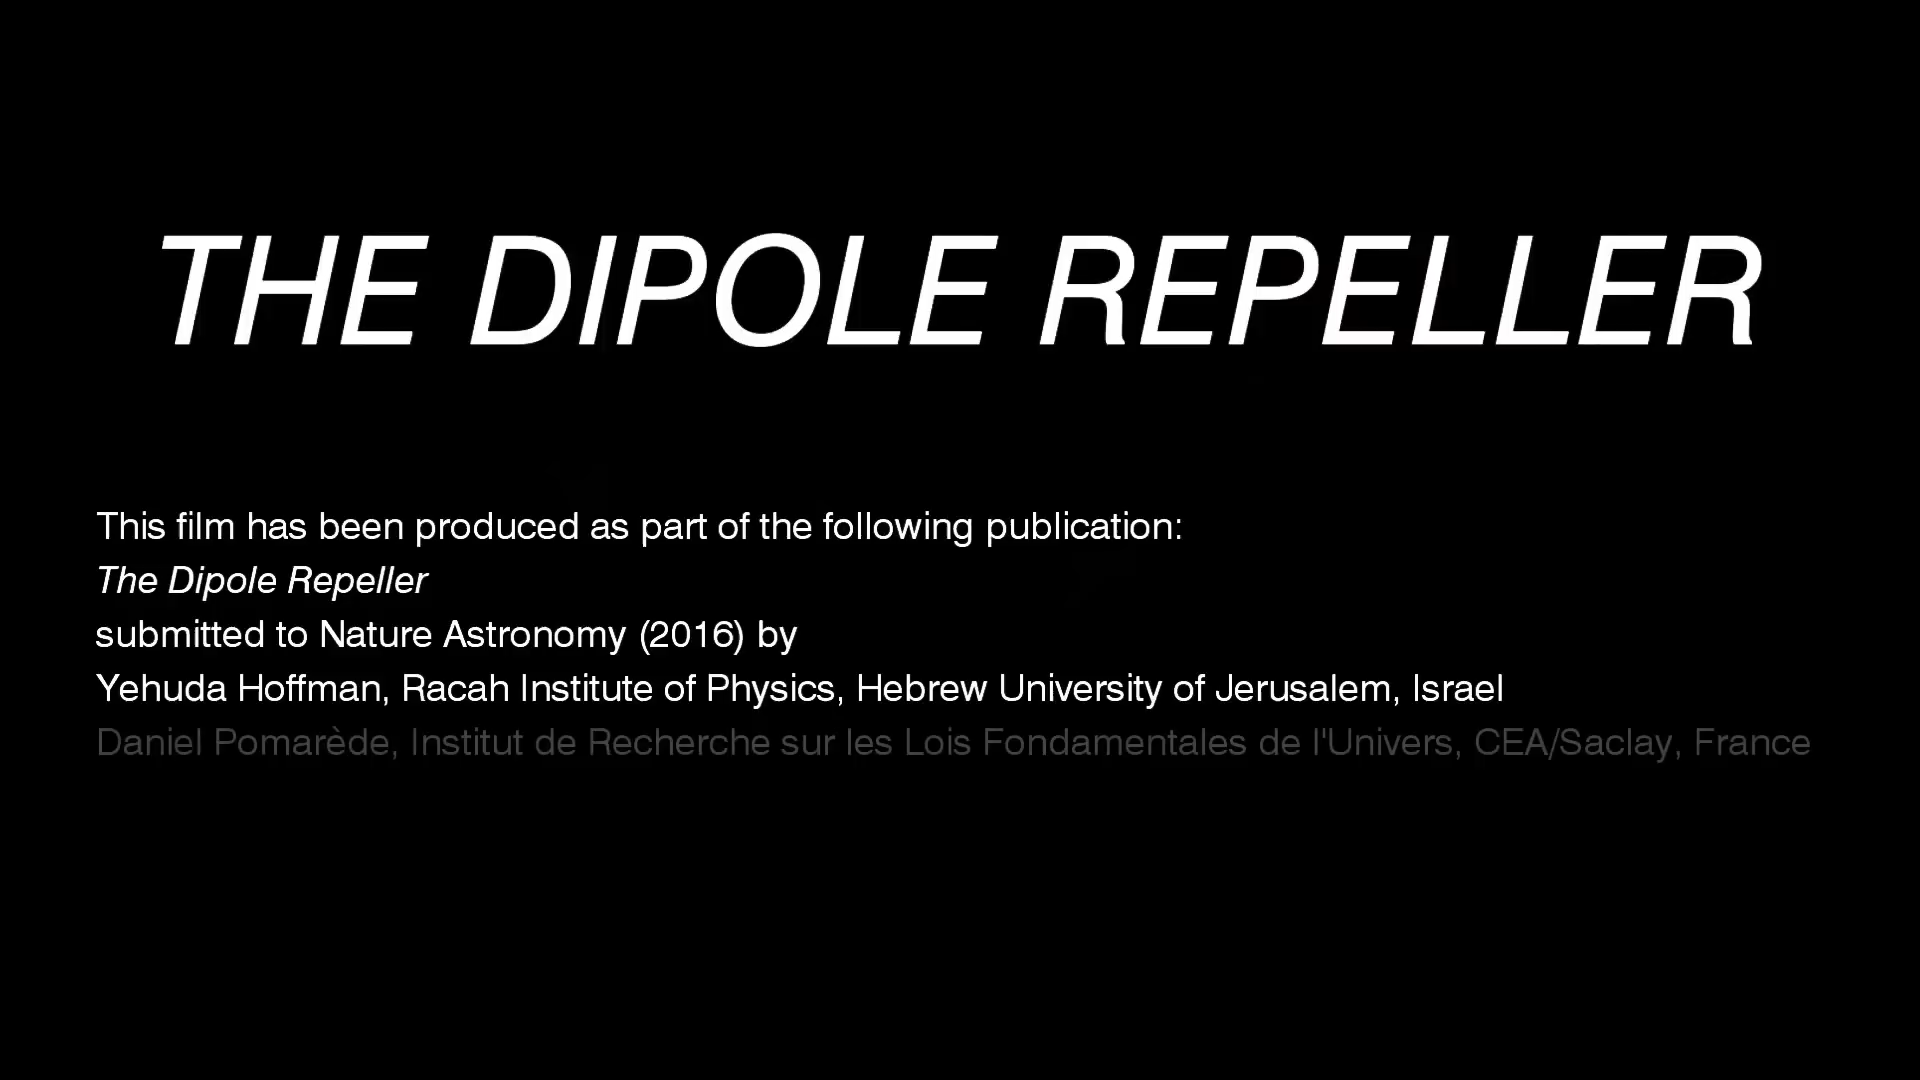 THE DIPOLE REPELLER
This film has been produced as part of the following publication:
The Dipole Repeller
submitted to Nature Astronomy (2016) by
Yehuda Hoffman, Racah Institute of Physics, Hebrew University of Jerusalem, Israel
Daniel Pomarède, Institut de Recherche sur les Lois Fondamentales de l'Univers, CEA/Saclay, France